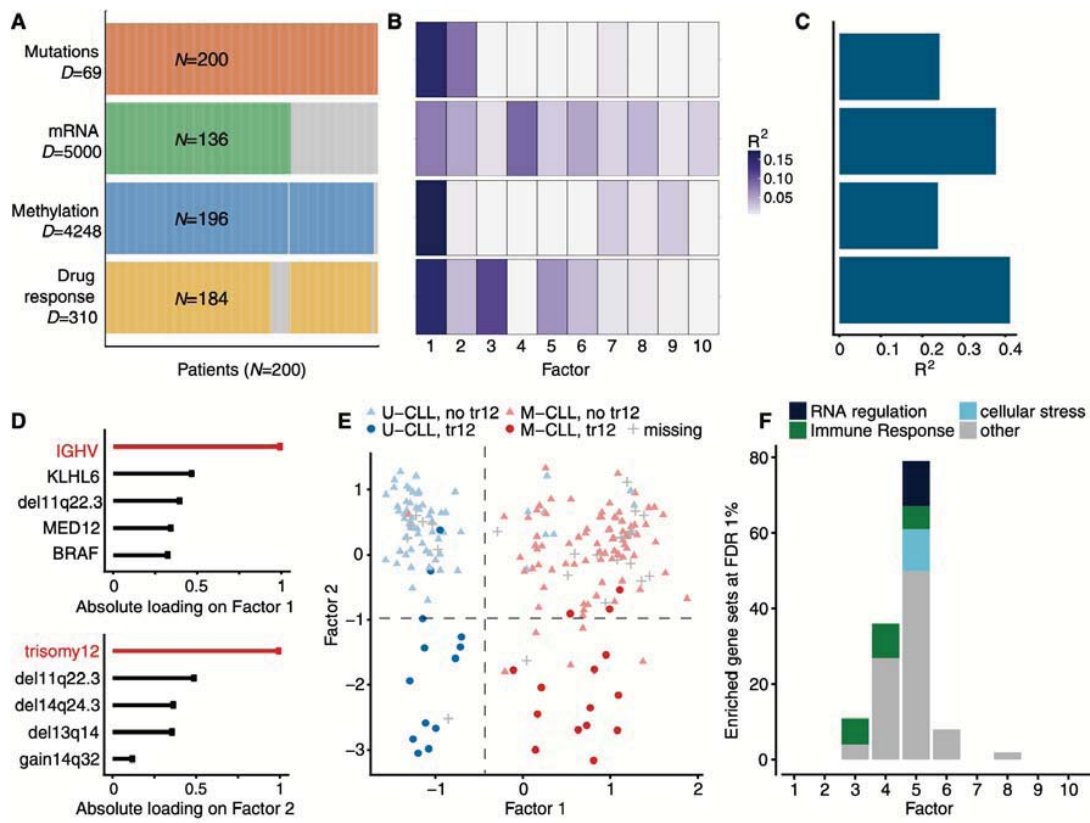 A
Mutations
D=69
N=200
mRNA
D=5000
N=136
Methylation
D=4248
N=196
Drug
response
D=310
N=184
Patients (N=200)
B
R²
0.15
0.10
0.05
1 2 3 4 5 6 7 8 9 10
Factor
C
0 0.1 0.2 0.3 0.4
R²
D
IGHV
KLHL6
del11q22.3
MED12
BRAF
0 0.5 1
Absolute loading on Factor 1
trisomy12
del11q22.3
del14q24.3
del13q14
gain14q32
0 0.5 1
Absolute loading on Factor 2
E
U−CLL, no tr12 M−CLL, no tr12
U−CLL, tr12 M−CLL, tr12 missing
Factor 2
1
0
−1
−2
−3
−1 0 1 2
Factor 1
F
RNA regulation cellular stress
Immune Response other
Enriched gene sets at FDR 1%
80
60
40
20
0
1 2 3 4 5 6 7 8 9 10
Factor